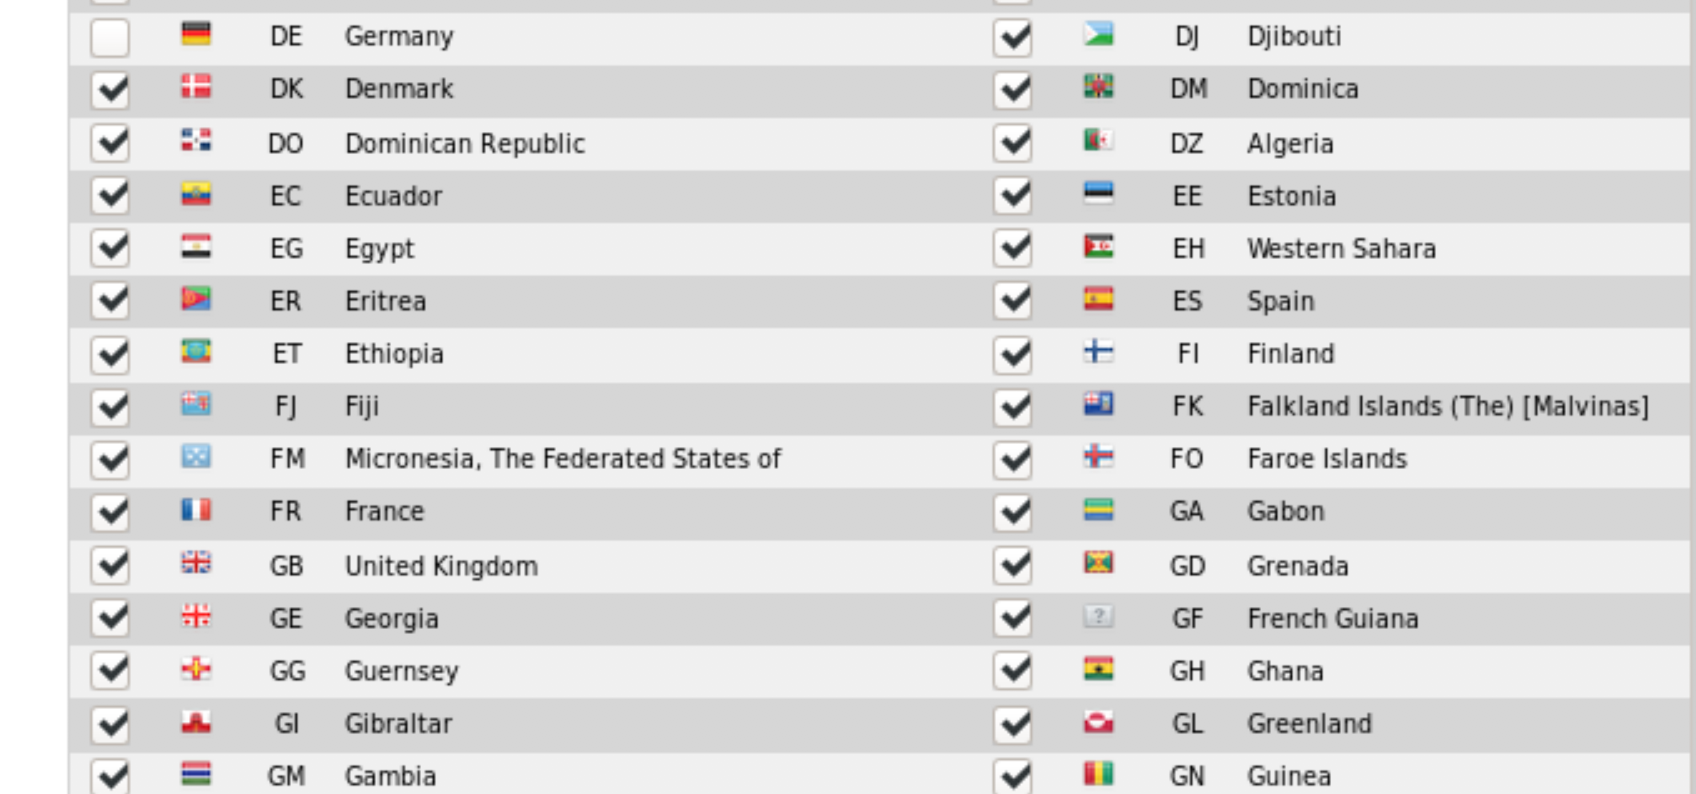 DE Germany DJ Djibouti
DK Denmark DM Dominica
DO Dominican Republic DZ Algeria
EC Ecuador EE Estonia
EG Egypt EH Western Sahara
ER Eritrea ES Spain
ET Ethiopia FI Finland
FJ Fiji FK Falkland Islands (The) [Malvinas]
FM Micronesia, The Federated States of FO Faroe Islands
FR France GA Gabon
GB United Kingdom GD Grenada
GE Georgia ? GF French Guiana
GG Guernsey GH Ghana
GI Gibraltar GL Greenland
GM Gambia GN Guinea